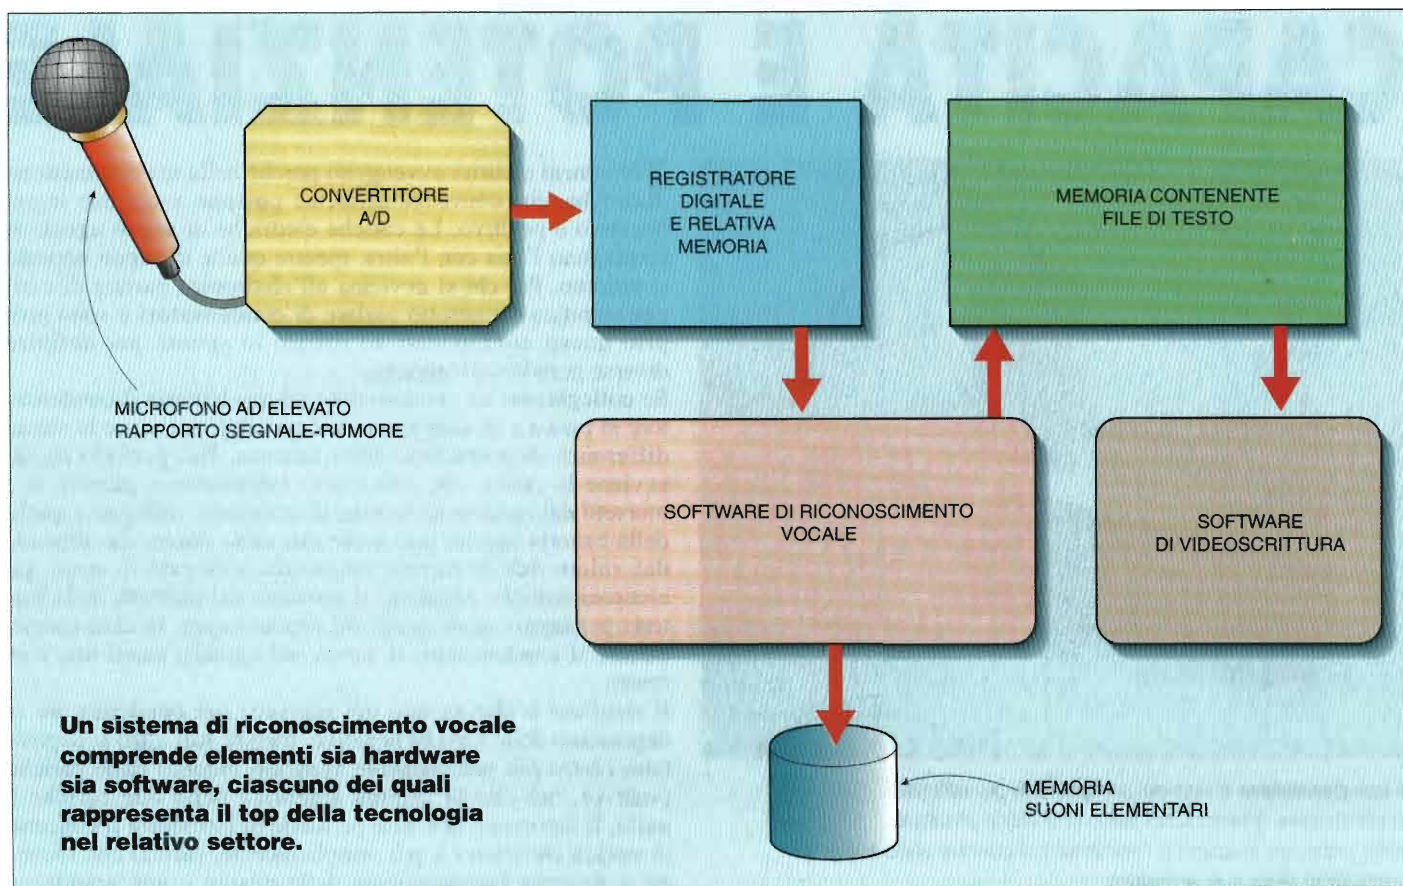 CONVERTITORE
A/D
REGISTRATORE
DIGITALE
E RELATIVA
MEMORIA
MEMORIA CONTENENTE
FILE DI TESTO
MICROFONO AD ELEVATO
RAPPORTO SEGNALE-RUMORE
SOFTWARE DI RICONOSCIMENTO
VOCALE
SOFTWARE
DI VIDEOSCRITTURA
MEMORIA
SUONI ELEMENTARI
Un sistema di riconoscimento vocale
comprende elementi sia hardware
sia software, ciascuno dei quali
rappresenta il top della tecnologia
nel relativo settore.